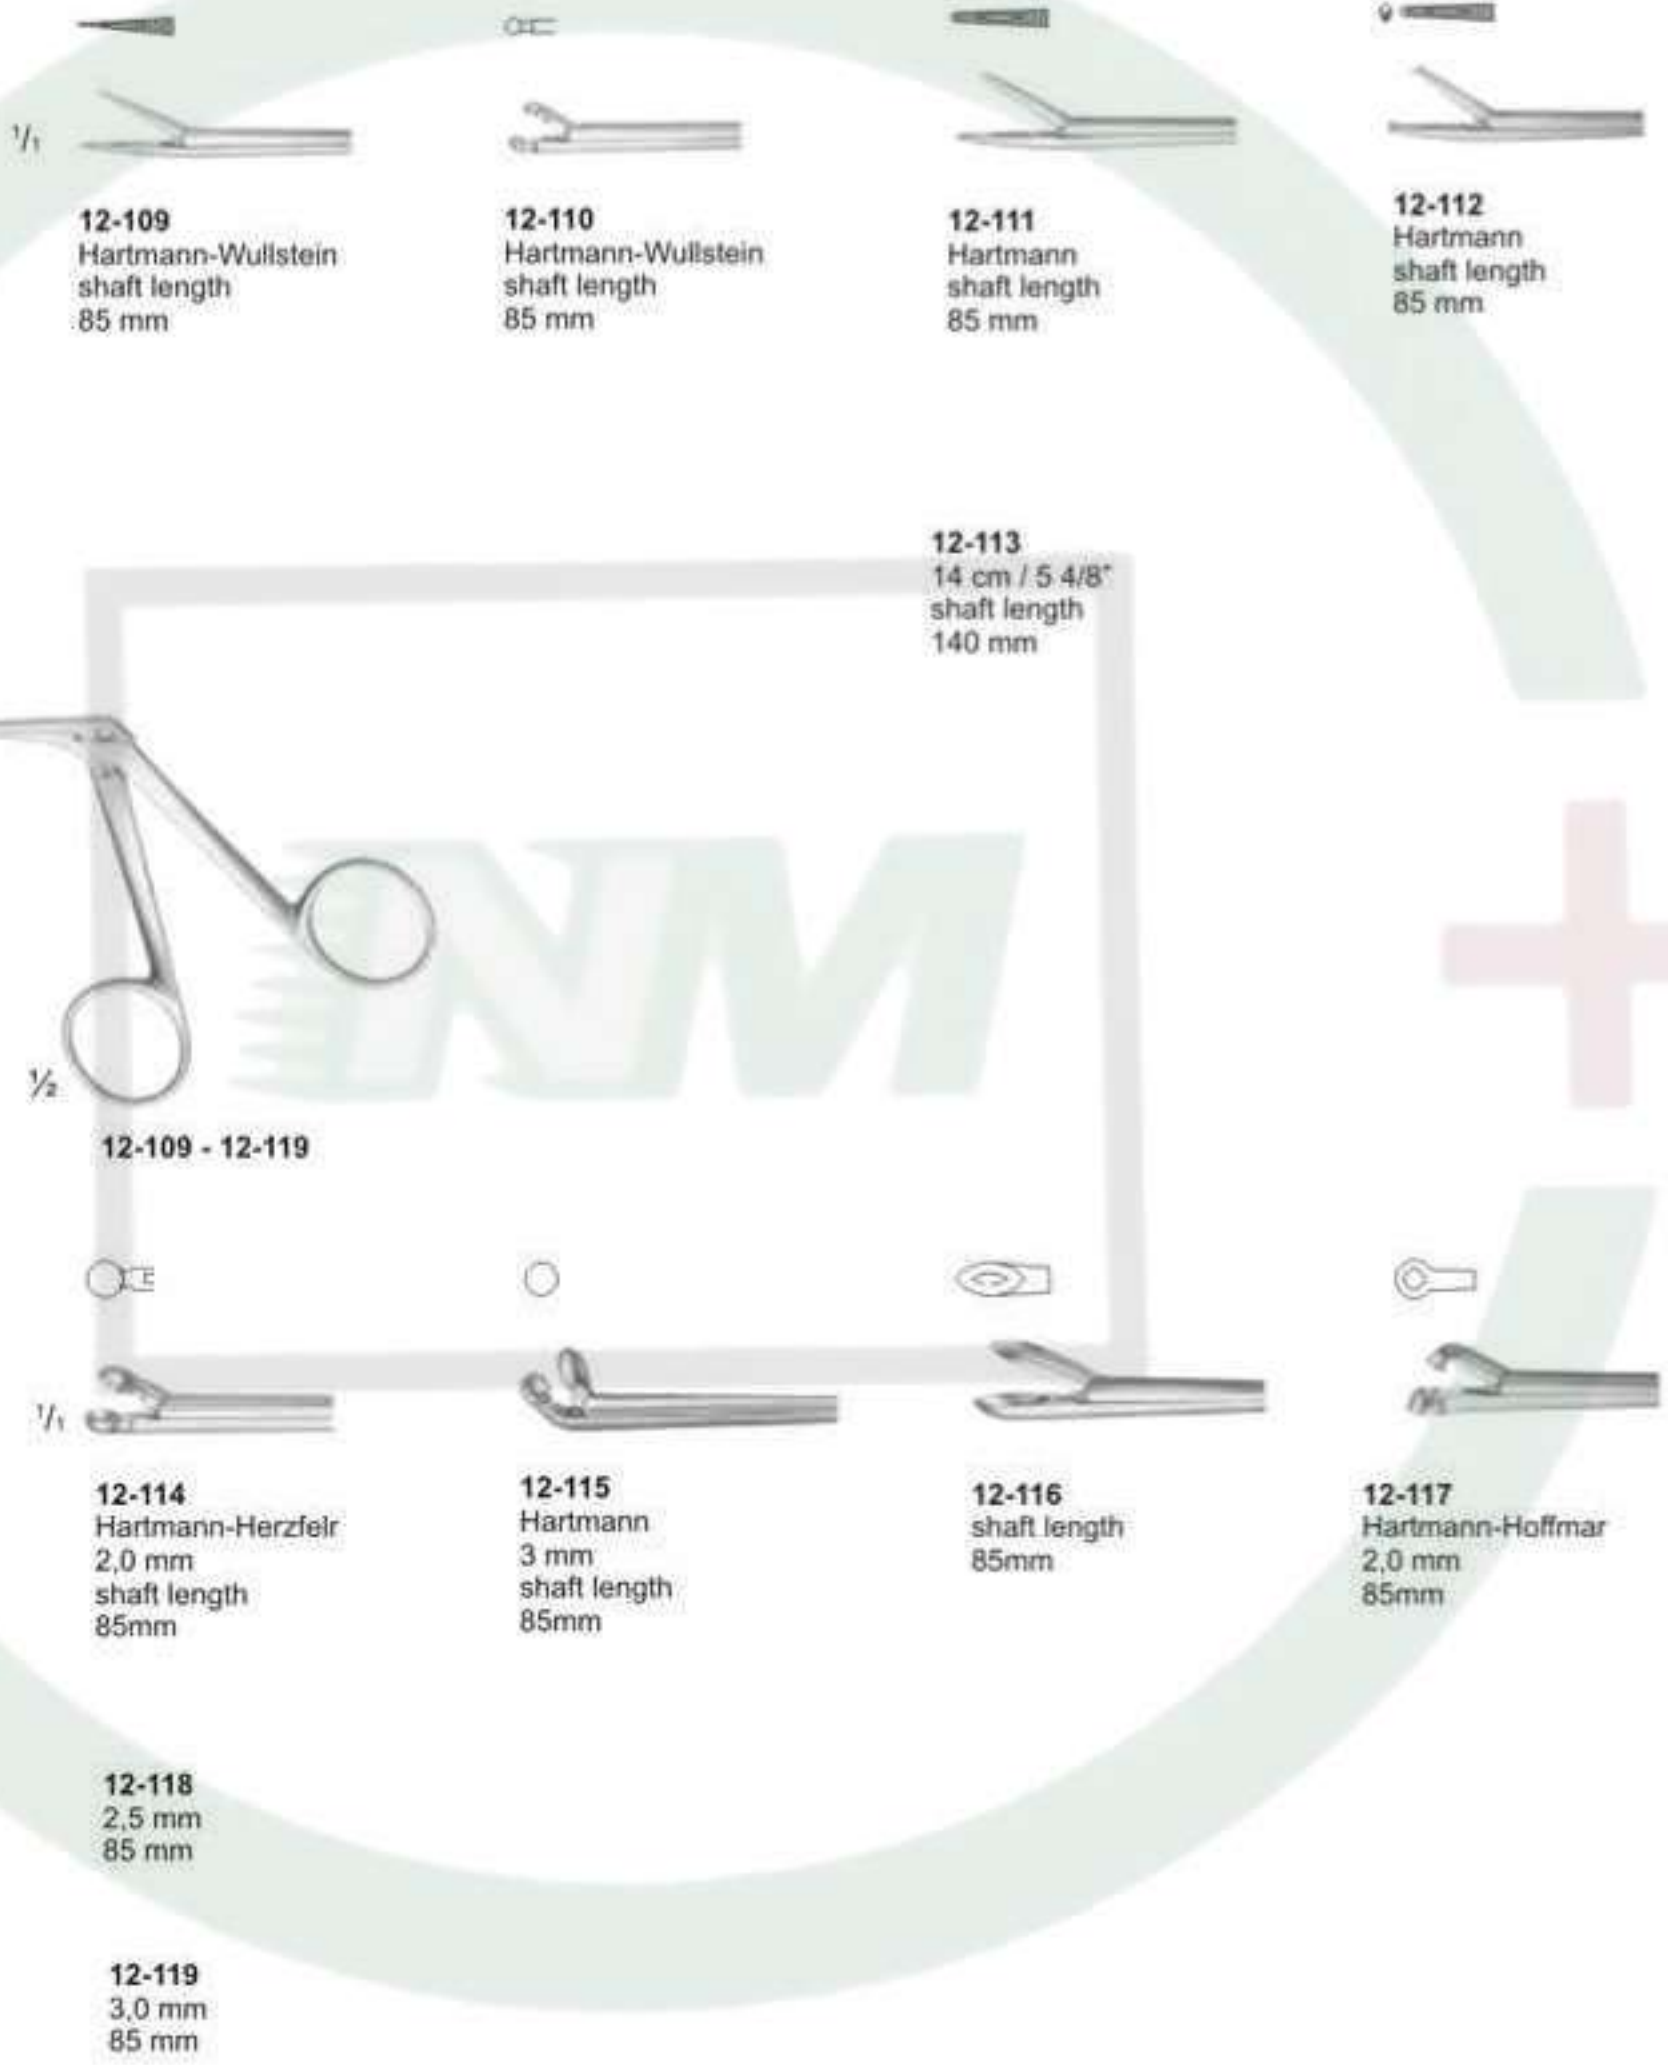 1/1
12-109
Hartmann-Wullstein
shaft length
85 mm
12-110
Hartmann-Wullstein
shaft length
85 mm
12-111
Hartmann
shaft length
85 mm
12-112
Hartmann
shaft length
85 mm
12-113
14 cm / 5 4/8"
shaft length
140 mm
NM
1/2
12-109 - 12-119
1/1
12-114
Hartmann-Herzfelr
2,0 mm
shaft length
85mm
12-115
Hartmann
3 mm
shaft length
85mm
12-116
shaft length
85mm
12-117
Hartmann-Hoffmar
2,0 mm
85mm
12-118
2,5 mm
85 mm
12-119
3,0 mm
85 mm